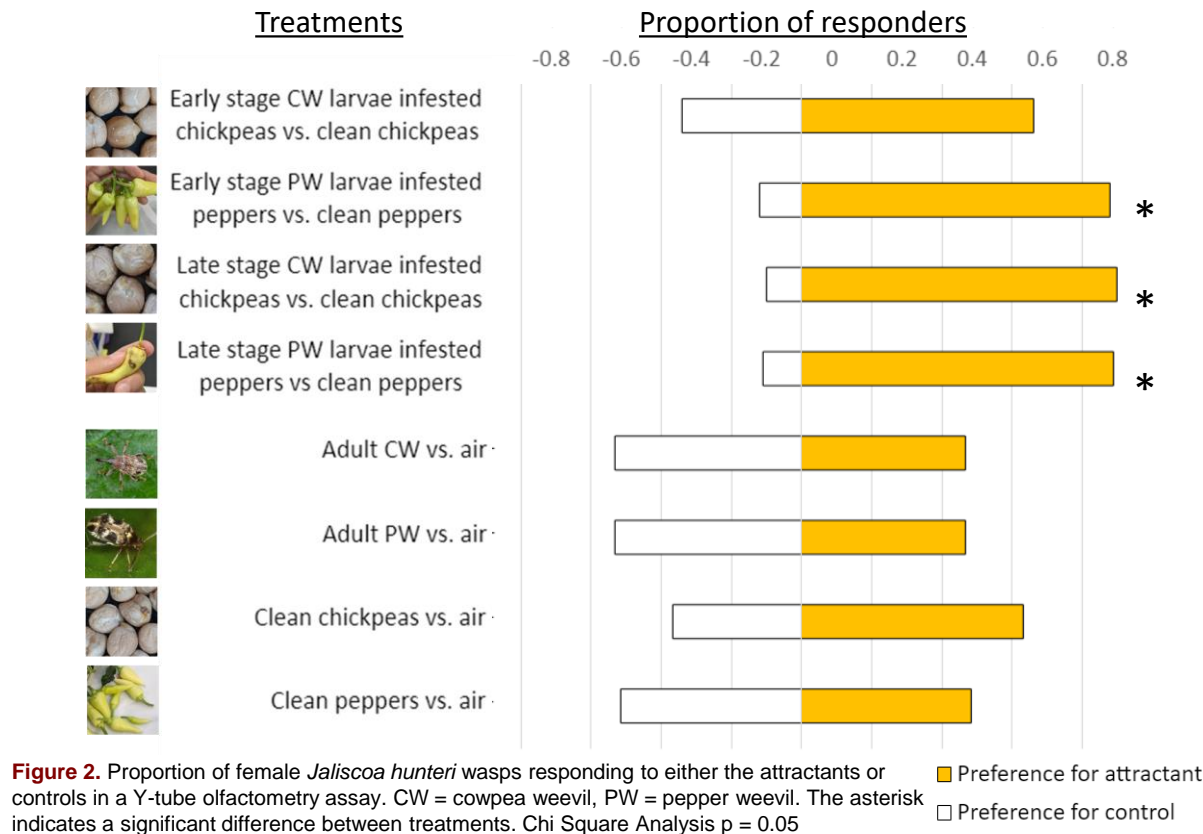 Treatments
Proportion of responders
-0.8 -0.6 -0.4 -0.2 0 0.2 0.4 0.6 0.8
Early stage CW larvae infested
chickpeas vs. clean chickpeas
Early stage PW larvae infested
peppers vs. clean peppers
*
Late stage CW larvae infested
chickpeas vs. clean chickpeas
*
Late stage PW larvae infested
peppers vs clean peppers
*
Adult CW vs. air
Adult PW vs. air
Clean chickpeas vs. air
Clean peppers vs. air
Figure 2. Proportion of female Jaliscoa hunteri wasps responding to either the attractants or
controls in a Y-tube olfactometry assay. CW = cowpea weevil, PW = pepper weevil. The asterisk
indicates a significant difference between treatments. Chi Square Analysis p = 0.05
Preference for attractant
Preference for control